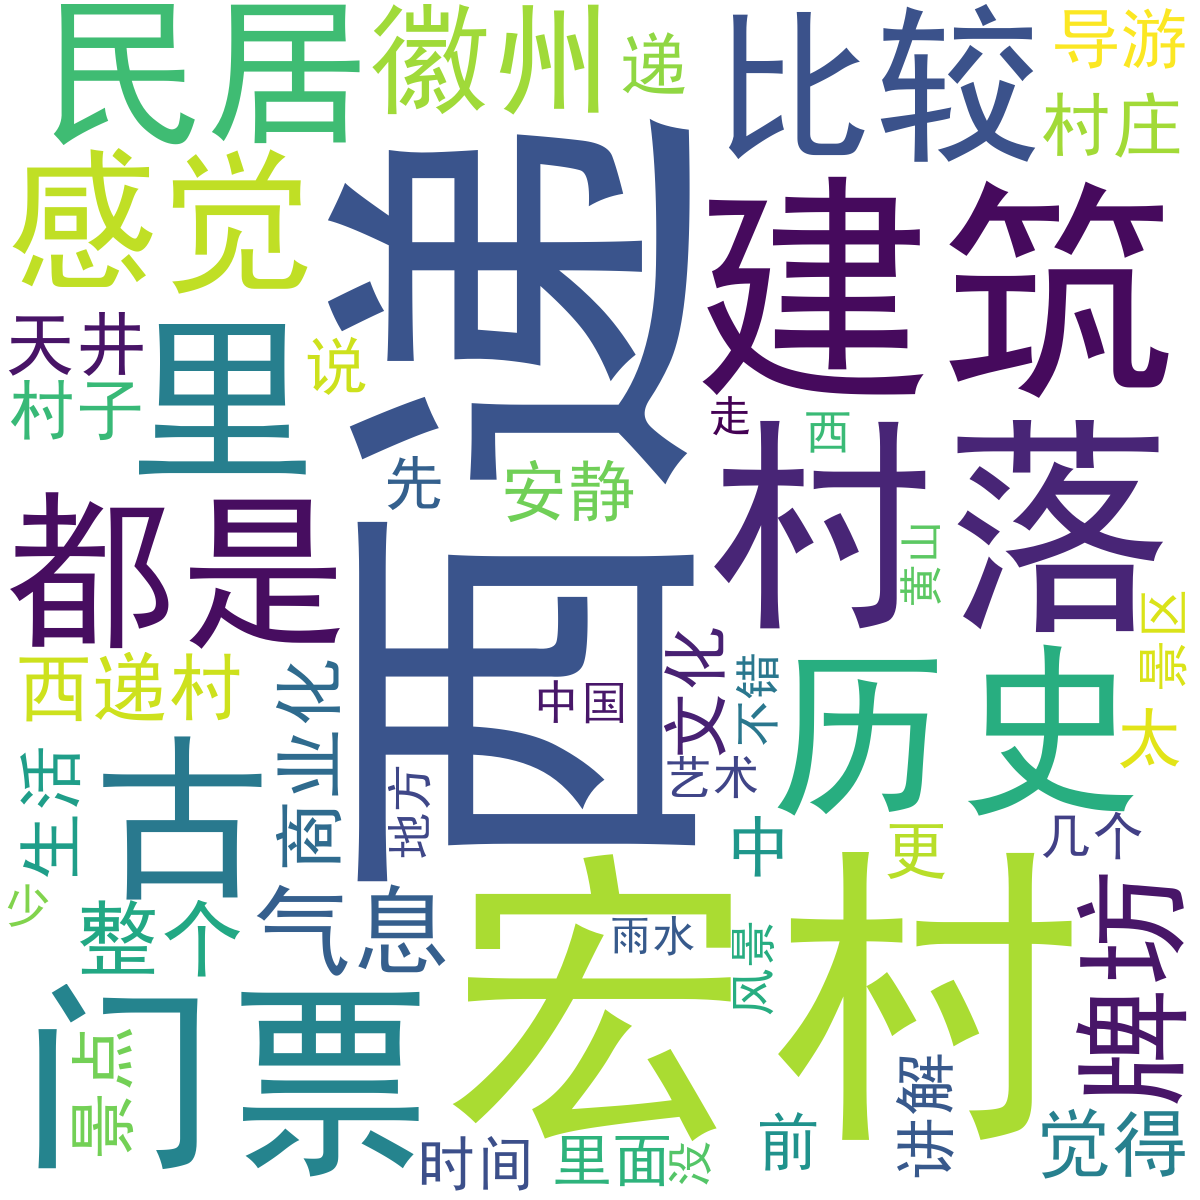 民居
徽州
递
比较
导游
村庄
感觉
西递
建筑
天井
里
说
村子
走
西
村落
先
安静
都是
黄山
景区
西递村
商业化
中国
文化
不错
历史
太
生活
古
地方
艺术
中
更
几个
少
整个
气息
宏村
雨水
风景
牌坊
门票
景点
讲解
时间
里面
没
前
觉得